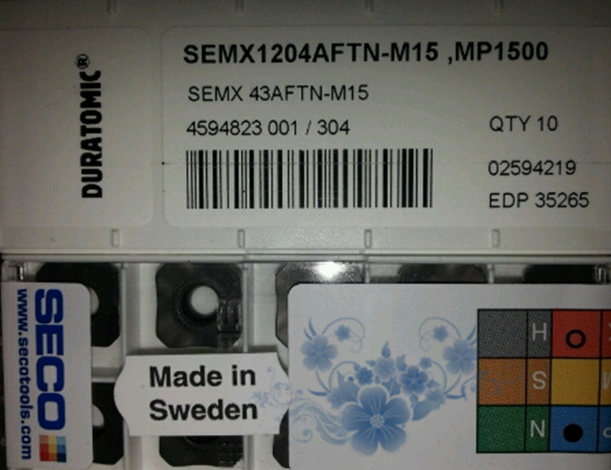 DURATOMIC®
SEMX1204AFTN-M15 ,MP1500
SEMX 43AFTN-M15
4594823 001 / 304
QTY 10
02594219
EDP 35265
SECO
www.secotools.com
Made in
Sweden
H
S
N